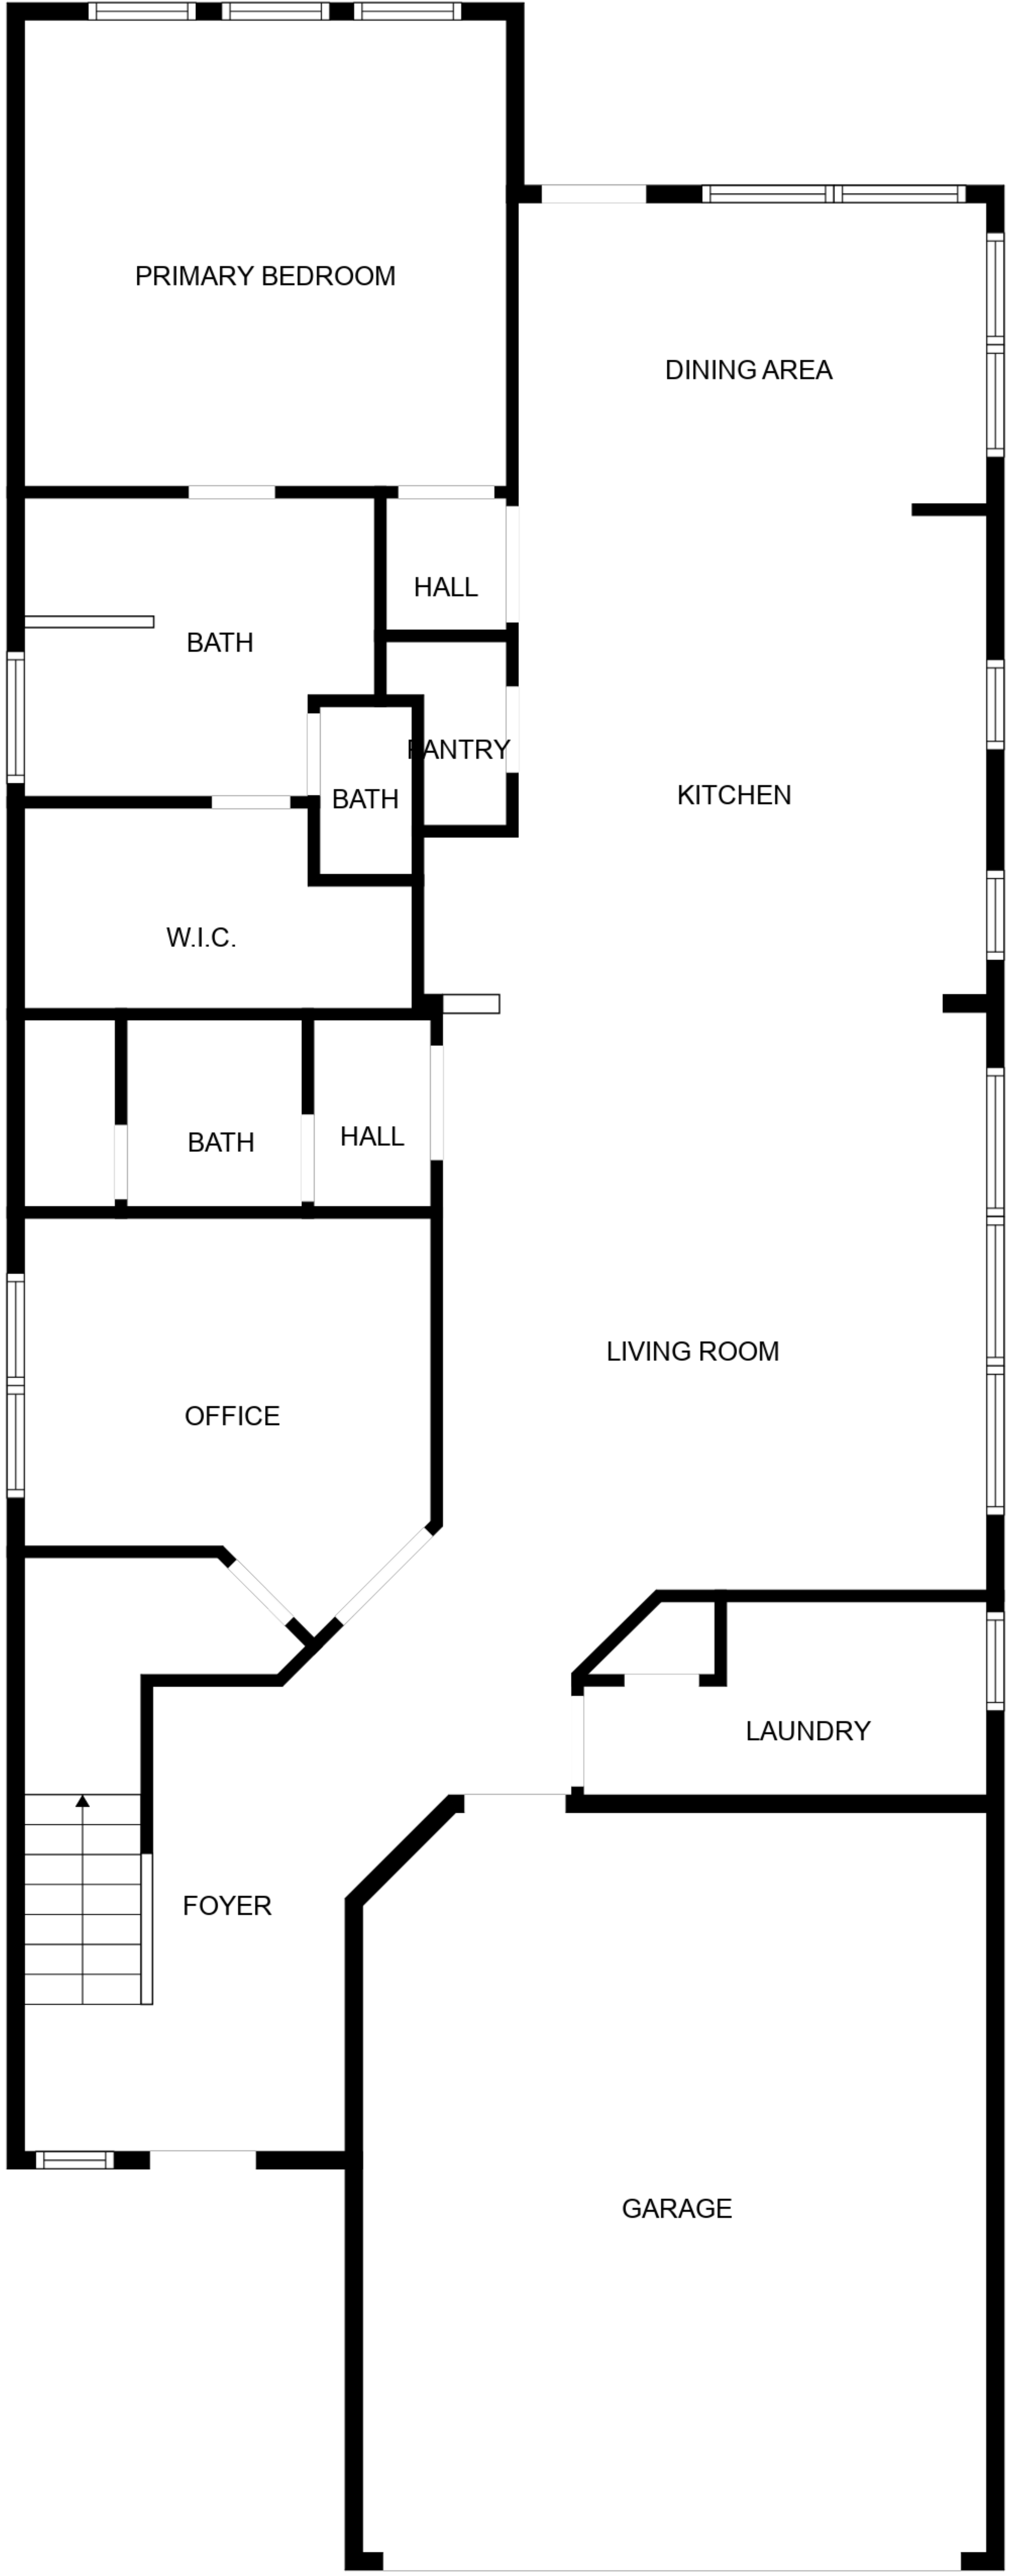 PRIMARY BEDROOM
DINING AREA
HALL
BATH
PANTRY
KITCHEN
BATH
W.I.C.
HALL
BATH
LIVING ROOM
OFFICE
LAUNDRY
FOYER
GARAGE